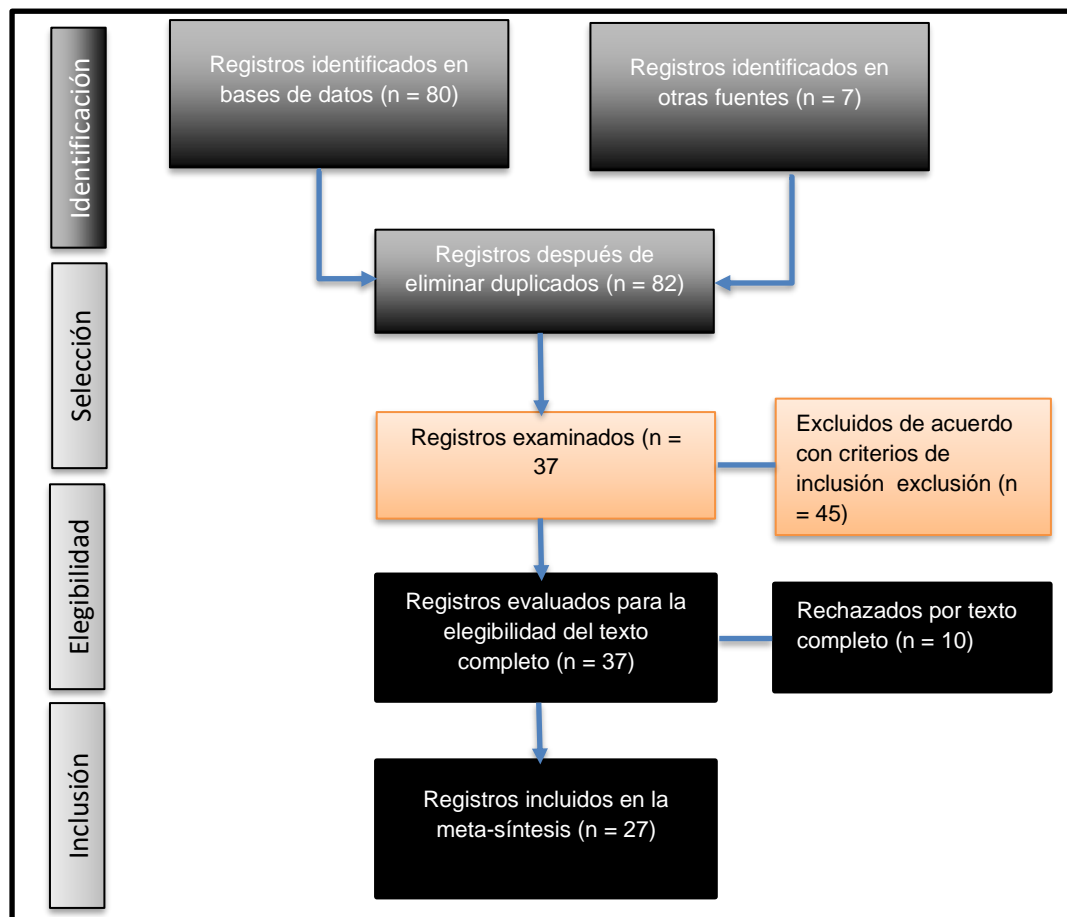 Identificación
Registros identificados en
bases de datos (n = 80)
Registros identificados en
otras fuentes (n = 7)
Registros después de
eliminar duplicados (n = 82)
Selección
Registros examinados (n =
37
Excluidos de acuerdo
con criterios de
inclusión  exclusión (n
= 45)
Elegibilidad
Registros evaluados para la
elegibilidad del texto
completo (n = 37)
Rechazados por texto
completo (n = 10)
Inclusión
Registros incluidos en la
meta-síntesis (n = 27)